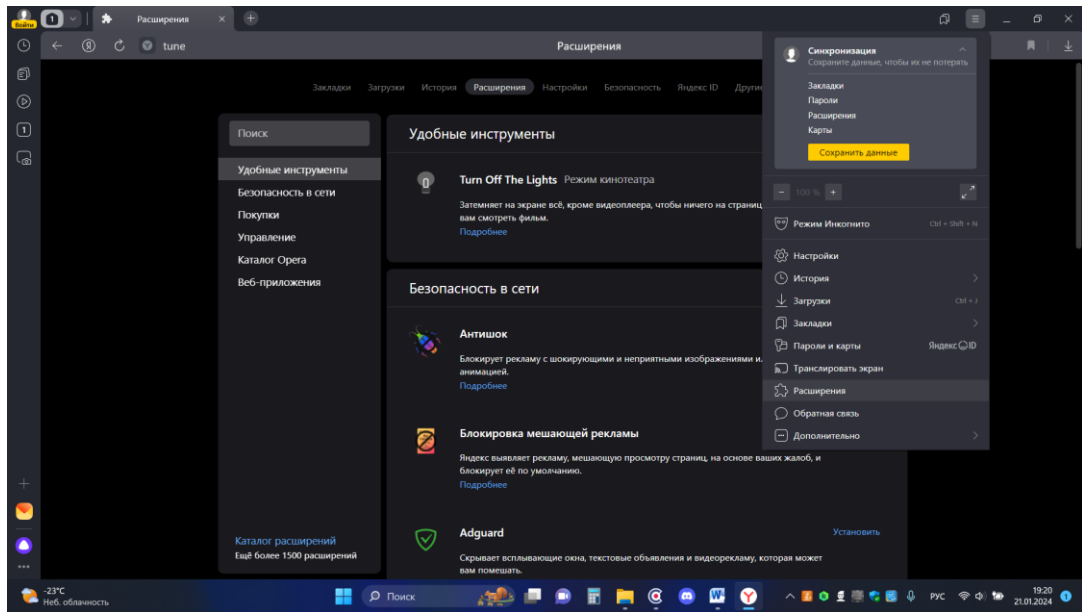 Войти
1
Расширения
tune
Расширения
Закладки Загрузки История Расширения Настройки Безопасность Яндекс ID
Поиск
Удобные инструменты
Безопасность в сети
Покупки
Управление
Каталог Opera
Веб-приложения
Каталог расширений
Ещё более 1500 расширений
Удобные инструменты
Turn Off The Lights Режим кинотеатра
Затемняет на экране всё, кроме видеоплеера, чтобы ничего на
вам смотреть фильм.
Подробнее
Безопасность в сети
Антишок
Блокирует рекламу с шокирующими и неприятными изображениями и
анимацией.
Подробнее
Блокировка мешающей рекламы
Яндекс выявляет рекламу, мешающую просмотру страниц, на основе ваших жалоб, и
блокирует её по умолчанию.
Подробнее
Adguard
Установить
Скрывает всплывающие окна, текстовые объявления и видеорекламу, которая может
вам помешать.
Синхронизация
Сохраните данные, чтобы их не потерять
Закладки
Пароли
Расширения
Карты
Сохранить данные
− 100 % +
Режим Инкогнито Ctrl + Shift + N
Настройки
История
Загрузки Ctrl + J
Закладки
Пароли и карты Яндекс ID
Транслировать экран
Расширения
Обратная связь
Дополнительно
1
-23°C
Неб. облачность
Поиск
РУС
19:20
21.01.2024
1